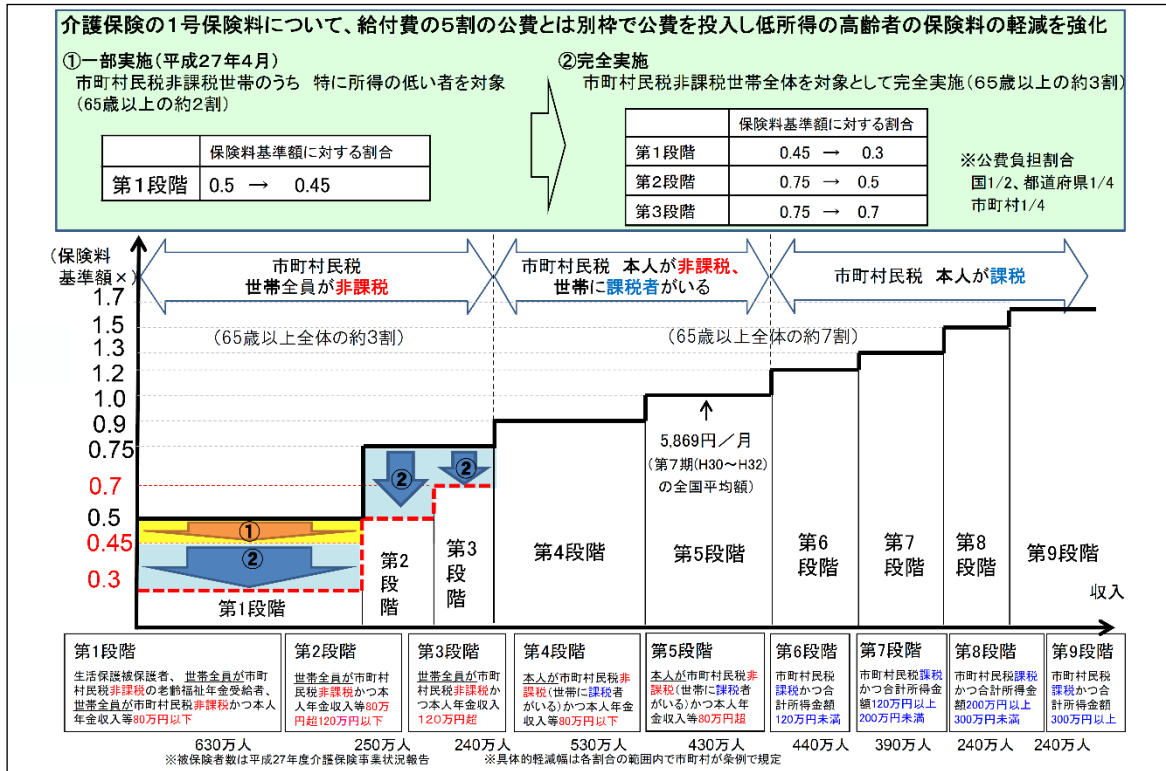 介護保険の１号保険料について、給付費の５割の公費とは別枠で公費を投入し低所得の高齢者の保険料の軽減を強化
①一部実施(平成２７年４月)
市町村民税非課税世帯のうち 特に所得の低い者を対象
(65歳以上の約２割)
保険料基準額に対する割合
第１段階 0.5 → 0.45
②完全実施
市町村民税非課税世帯全体を対象として完全実施(65歳以上の約３割)
保険料基準額に対する割合
第1段階 0.45 → 0.3
第2段階 0.75 → 0.5
第3段階 0.75 → 0.7
※公費負担割合
国1/2、都道府県1/4
市町村1/4
(保険料
基準額×)
市町村民税
世帯全員が非課税
市町村民税 本人が非課税、
世帯に課税者がいる
市町村民税 本人が課税
(65歳以上全体の約３割)
(65歳以上全体の約７割)
1.7
1.5
1.3
1.2
1.0
0.9
0.75
0.7
0.5
0.45
0.3
①
②
②
②
5,869円／月
(第７期(H30～H32)
の全国平均額)
第1段階
第2段階
第3段階
第4段階
第5段階
第6段階
第7段階
第8段階
第9段階
収入
第1段階
生活保護被保護者、世帯全員が市町
村民税非課税の老齢福祉年金受給者、
世帯全員が市町村民税非課税かつ本人
年金収入等80万円以下
第2段階
世帯全員が市町村
民税非課税かつ本
人年金収入等80万
円超120万円以下
第3段階
世帯全員が市町
村民税非課税か
つ本人年金収入
120万円超
第4段階
本人が市町村民税非
課税(世帯に課税者
がいる)かつ本人年
金収入等80万円以下
第5段階
本人が市町村民税非
課税(世帯に課税者
がいる)かつ本人年
金収入等80万円超
第6段階
市町村民税
課税かつ合
計所得金額
120万円未満
第7段階
市町村民税課税
かつ合計所得金
額120万円以上
200万円未満
第8段階
市町村民税課税
かつ合計所得金
額200万円以上
300万円未満
第9段階
市町村民税
課税かつ合
計所得金額
300万円以上
630万人
250万人
240万人
530万人
430万人
440万人
390万人
240万人
240万人
※被保険者数は平成27年度介護保険事業状況報告
※具体的軽減幅は各割合の範囲内で市町村が条例で規定